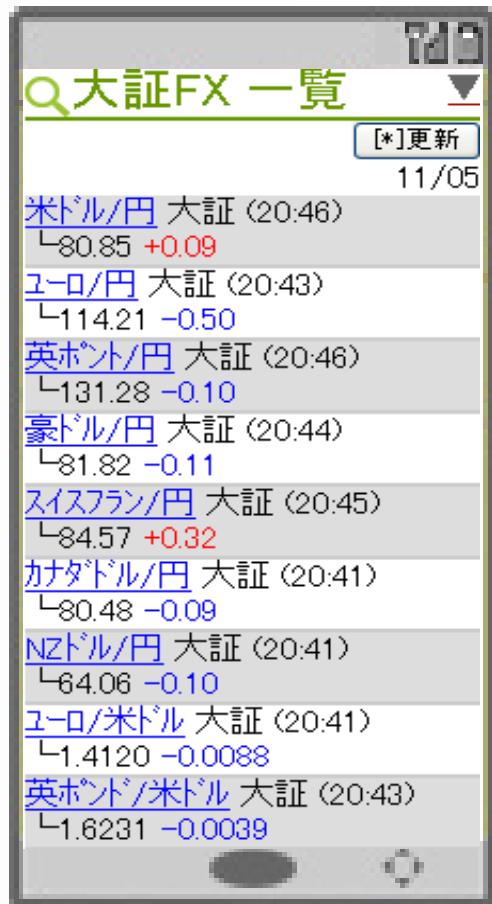 大証FX 一覧
[*]更新
11/05
米ﾄﾞﾙ/円 大証 (20:46)
└80.85 +0.09
ﾕｰﾛ/円 大証 (20:43)
└114.21 -0.50
英ﾎﾟﾝﾄ/円 大証 (20:46)
└131.28 -0.10
豪ﾄﾞﾙ/円 大証 (20:44)
└81.82 -0.11
ｽｲｽﾌﾗﾝ/円 大証 (20:45)
└84.57 +0.32
ｶﾅﾀﾞﾄﾞﾙ/円 大証 (20:41)
└80.48 -0.09
NZﾄﾞﾙ/円 大証 (20:41)
└64.06 -0.10
ﾕｰﾛ/米ﾄﾞﾙ 大証 (20:41)
└1.4120 -0.0088
英ﾎﾟﾝﾄﾞ/米ﾄﾞﾙ 大証 (20:43)
└1.6231 -0.0039